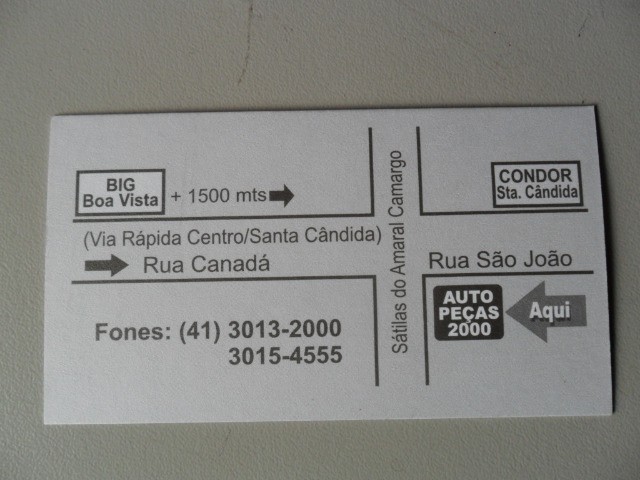 BIG
Boa Vista
+ 1500 mts
CONDOR
Sta. Cândida
(Via Rápida Centro/Santa Cândida)
Rua Canadá
Sátilas do Amaral Camargo
Rua São João
AUTO
PEÇAS
2000
Aqui
Fones: (41) 3013-2000
3015-4555